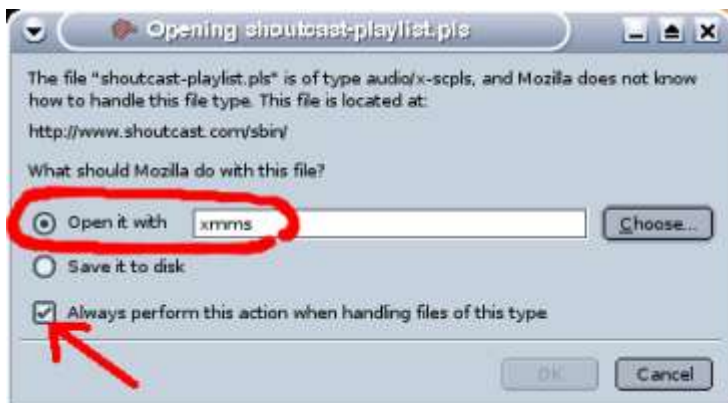 Opening shoutcast-playlist.pls
The file "shoutcast-playlist.pls" is of type audio/x-scpls, and Mozilla does not know
how to handle this file type. This file is located at:
http://www.shoutcast.com/sbin/
What should Mozilla do with this file?
Open it with xmms Choose...
Save it to disk
Always perform this action when handling files of this type
OK Cancel